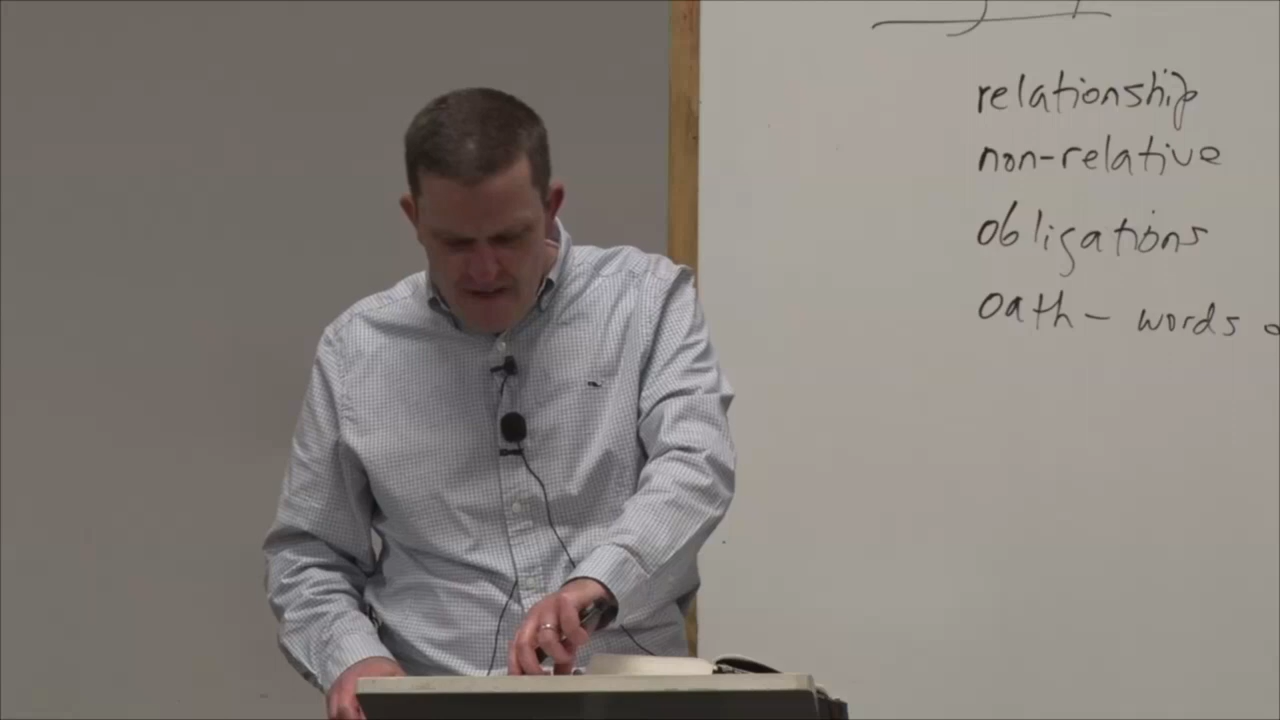 relationship
non-relative
obligations
oath - words